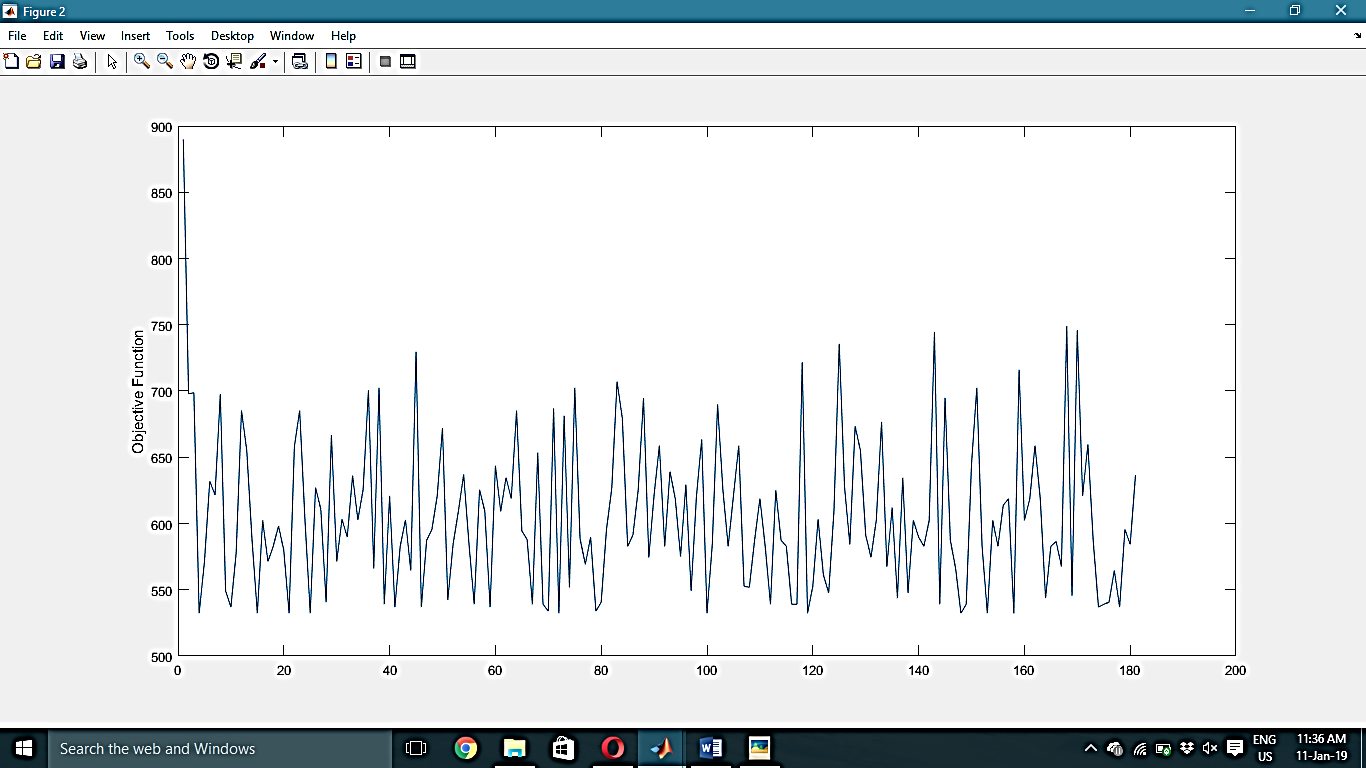 Figure 2
File Edit View Insert Tools Desktop Window Help
900
850
800
750
700
650
600
550
500
Objective Function
0 20 40 60 80 100 120 140 160 180 200
Search the web and Windows
ENG
US
11:36 AM
11-Jan-19